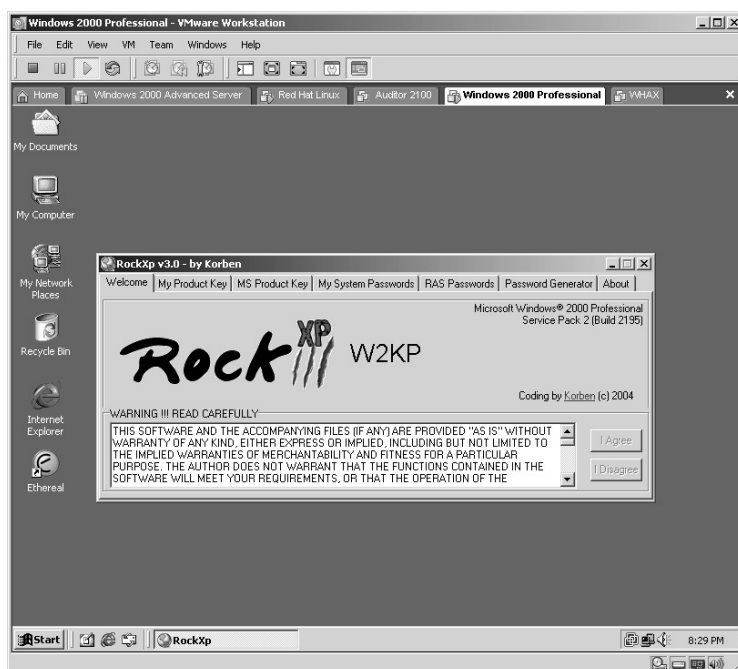 Windows 2000 Professional - VMware Workstation
File Edit View VM Team Windows Help
Home Windows 2000 Advanced Server Red Hat Linux Auditor 2100 Windows 2000 Professional WHAX
My Documents
My Computer
My Network
Places
Recycle Bin
Internet
Explorer
Ethereal
RockXp v3.0 - by Korben
Welcome My Product Key MS Product Key My System Passwords RAS Passwords Password Generator About
Microsoft Windows® 2000 Professional
Service Pack 2 (Build 2195)
Rock XP W2KP
Coding by Korben (c) 2004
WARNING !!! READ CAREFULLY
THIS SOFTWARE AND THE ACCOMPANYING FILES (IF ANY) ARE PROVIDED "AS IS" WITHOUT
WARRANTY OF ANY KIND, EITHER EXPRESS OR IMPLIED, INCLUDING BUT NOT LIMITED TO
THE IMPLIED WARRANTIES OF MERCHANTABILITY AND FITNESS FOR A PARTICULAR
PURPOSE. THE AUTHOR DOES NOT WARRANT THAT THE FUNCTIONS CONTAINED IN THE
SOFTWARE WILL MEET YOUR REQUIREMENTS, OR THAT THE OPERATION OF THE
I Agree
I Disagree
Start RockXp 8:29 PM